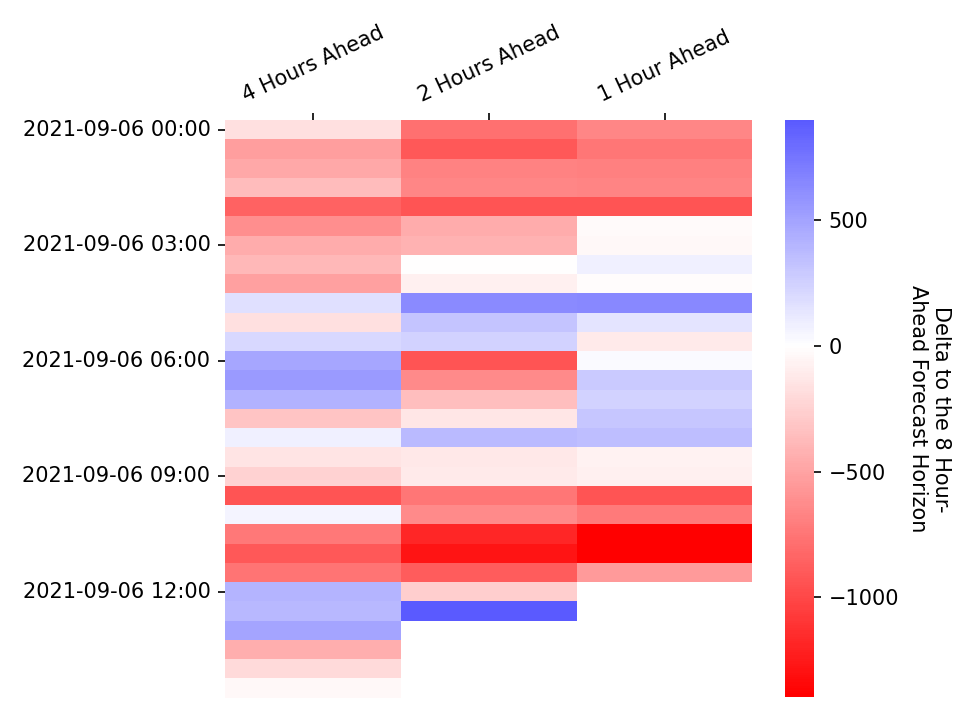 4 Hours Ahead
2 Hours Ahead
1 Hour Ahead
2021-09-06 00:00
2021-09-06 03:00
2021-09-06 06:00
2021-09-06 09:00
2021-09-06 12:00
500
0
−500
−1000
Delta to the 8 Hour-
Ahead Forecast Horizon